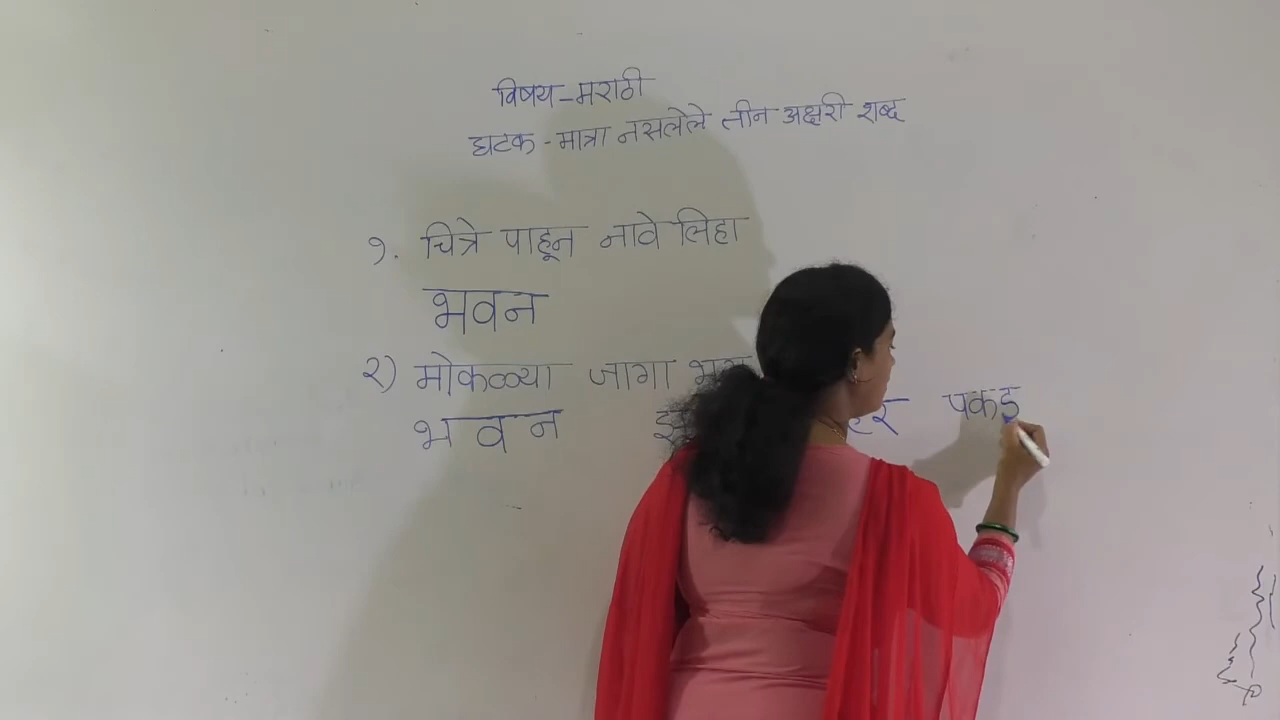 विषय - मराठी
घटक - मात्रा नसलेले तीन अक्षरी शब्द
१. चित्रे पाहून नावे लिहा
भवन
२) मोकळ्या जागा
भवन पकड